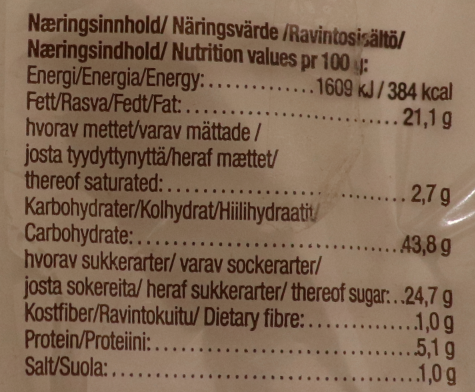 Næringsinnhold/ Näringsvärde /Ravintosisältö/
Næringsindhold/ Nutrition values pr 100 g:
Energi/Energia/Energy:..............1609 kJ / 384 kcal
Fett/Rasva/Fedt/Fat:..............................21,1 g
hvorav mettet/varav mättade /
josta tyydyttynyttä/heraf mættet/
thereof saturated:..................................2,7 g
Karbohydrater/Kolhydrat/Hiilihydraatit/
Carbohydrate:.....................................43,8 g
hvorav sukkerarter/ varav sockerarter/
josta sokereita/ heraf sukkerarter/ thereof sugar:...24,7 g
Kostfiber/Ravintokuitu/ Dietary fibre:..............1,0 g
Protein/Proteiini:...................................5,1 g
Salt/Suola:..........................................1,0 g